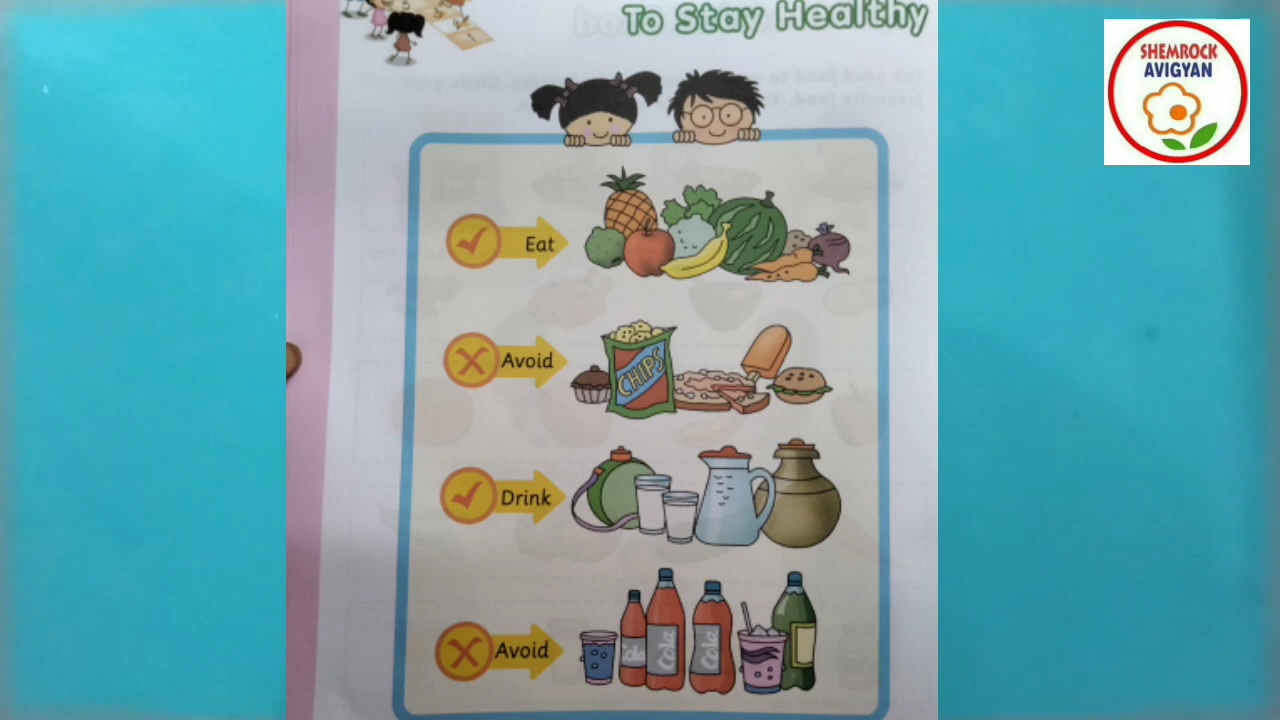 To Stay Healthy
SHEMROCK
AVIGYAN
Eat
Avoid
CHIPS
Drink
Avoid
Cola
Cola
Cola